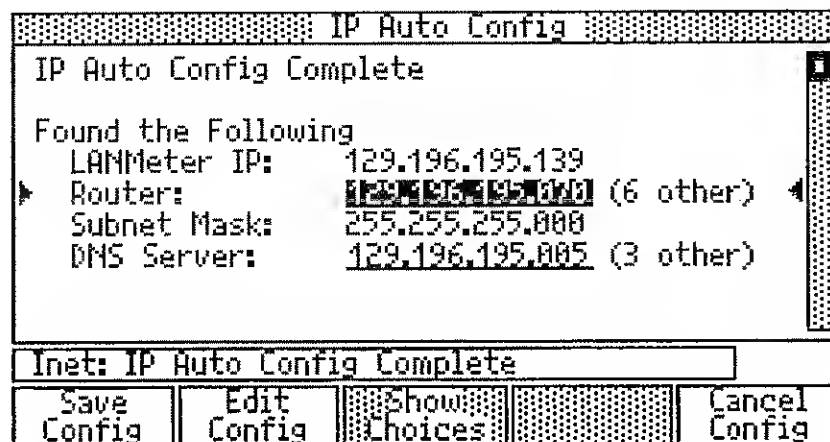 IP Auto Config
IP Auto Config Complete
Found the Following
LANMeter IP: 129.196.195.139
Router: (6 other)
Subnet Mask: 255.255.255.000
DNS Server: 129.196.195.005 (3 other)
Inet: IP Auto Config Complete
Save Config
Edit Config
Show Choices
Cancel Config